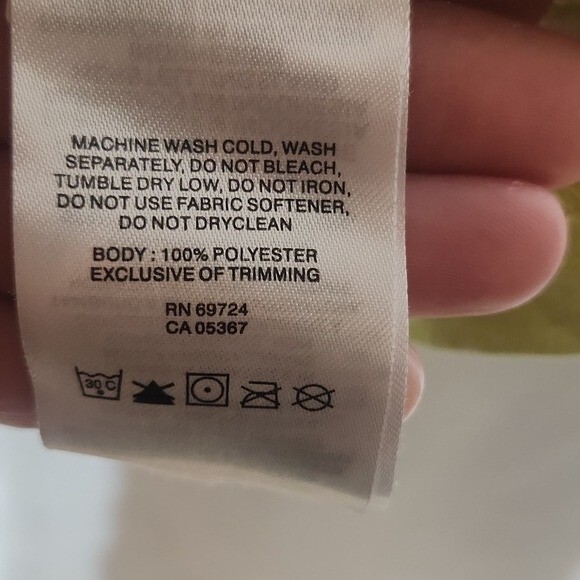 MACHINE WASH COLD, WASH
SEPARATELY, DO NOT BLEACH,
TUMBLE DRY LOW, DO NOT IRON,
DO NOT USE FABRIC SOFTENER,
DO NOT DRYCLEAN
BODY : 100% POLYESTER
EXCLUSIVE OF TRIMMING
RN 69724
CA 05367
30 C